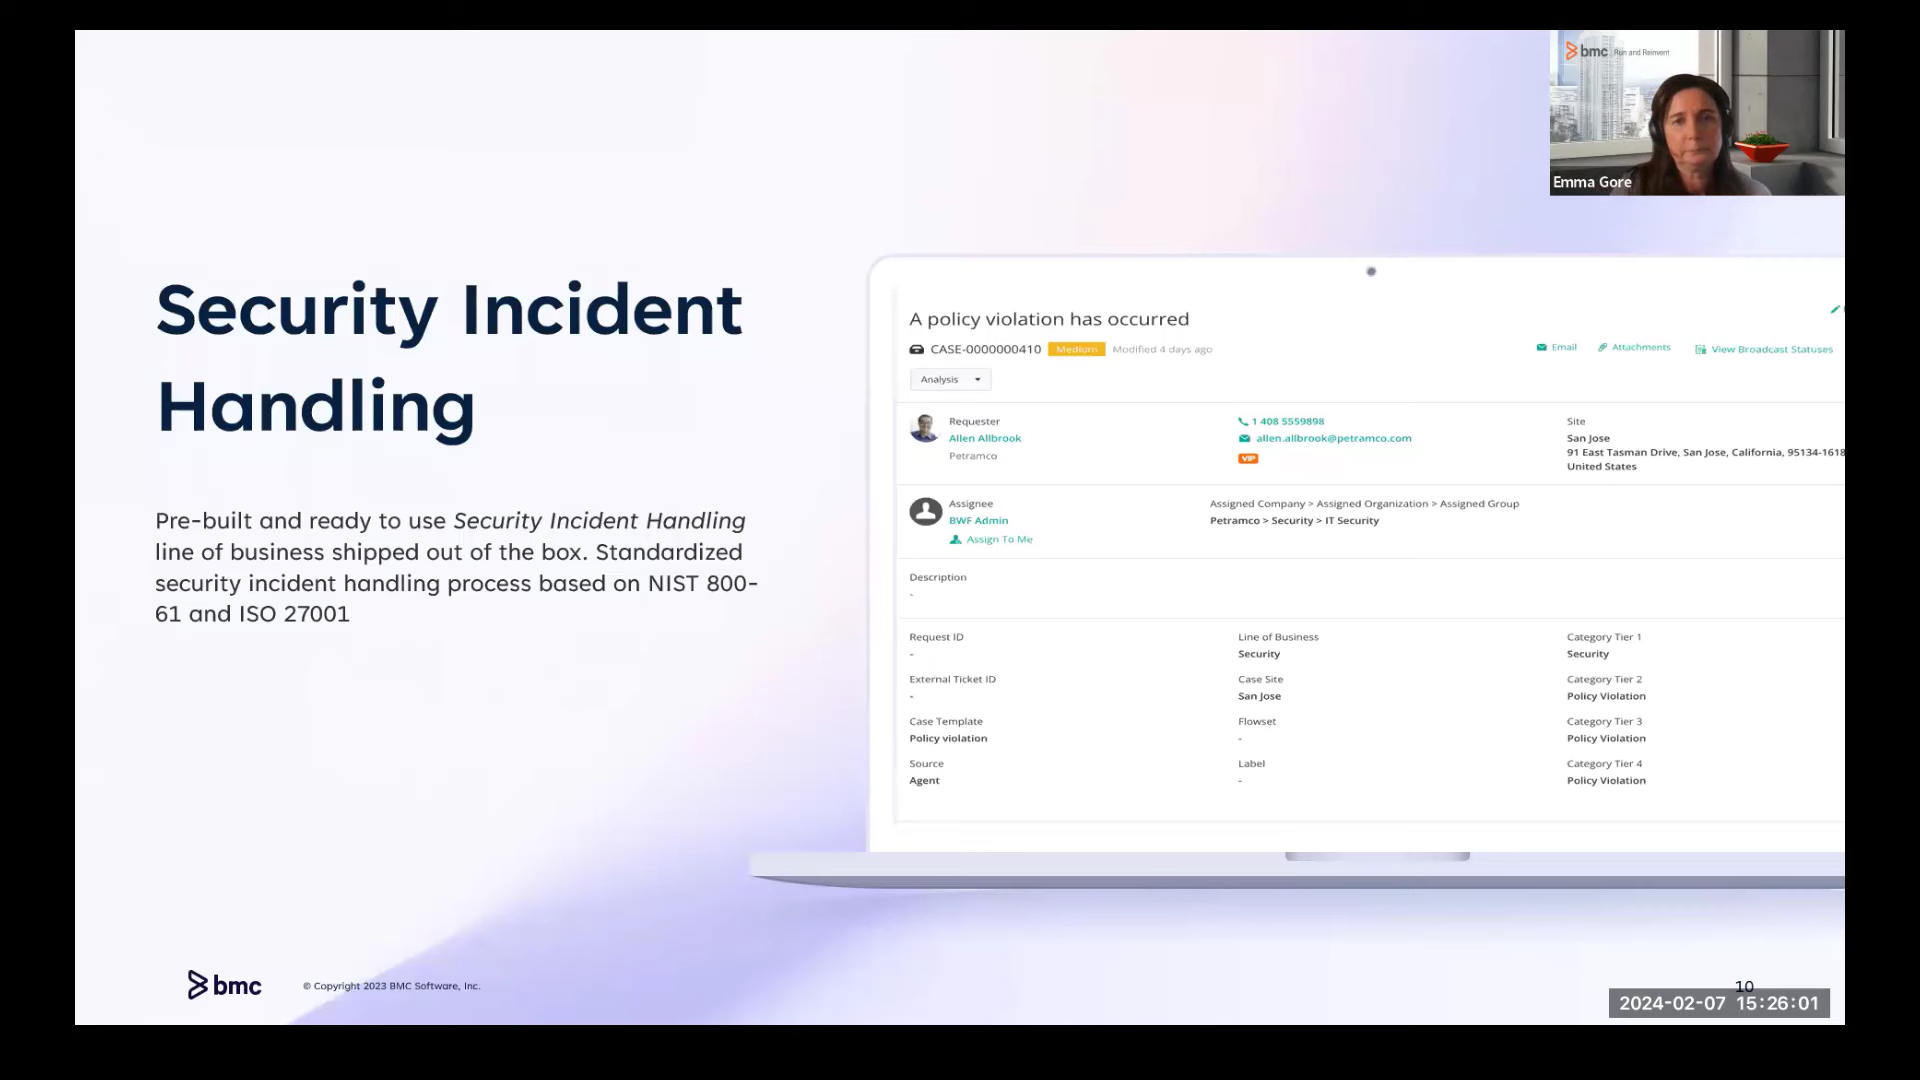 bmc Run and Reinvent
Emma Gore
Security Incident
Handling
Pre-built and ready to use Security Incident Handling
line of business shipped out of the box. Standardized
security incident handling process based on NIST 800-
61 and ISO 27001
A policy violation has occurred
CASE-0000000410 Medium Modified 4 days ago
Email Attachments View Broadcast Statuses
Analysis
Requester
Allen Allbrook
Petramco
1 408 5559898
allen.allbrook@petramco.com
VIP
Site
San Jose
91 East Tasman Drive, San Jose, California, 95134-1618
United States
Assignee
BWF Admin
Assign To Me
Assigned Company > Assigned Organization > Assigned Group
Petramco > Security > IT Security
Description
-
Request ID
-
Line of Business
Security
Category Tier 1
Security
External Ticket ID
-
Case Site
San Jose
Category Tier 2
Policy Violation
Case Template
Policy violation
Flowset
-
Category Tier 3
Policy Violation
Source
Agent
Label
-
Category Tier 4
Policy Violation
bmc
© Copyright 2023 BMC Software, Inc.
10
2024-02-07 15:26:01